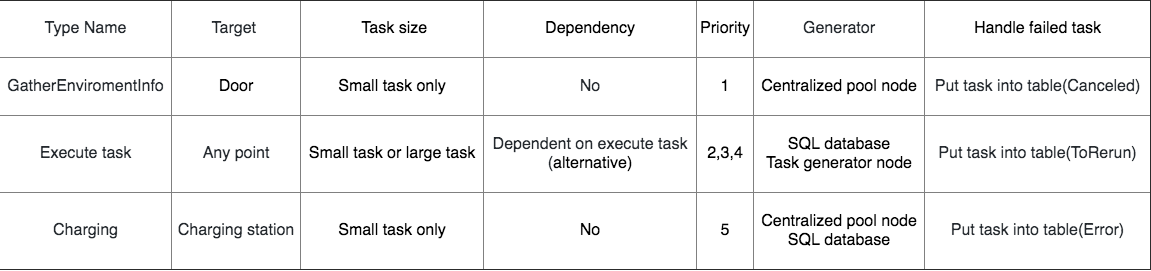 Type Name Target Task size Dependency Priority Generator Handle failed task
GatherEnviromentInfo Door Small task only No 1 Centralized pool node Put task into table(Canceled)
Execute task Any point Small task or large task Dependent on execute task (alternative) 2,3,4 SQL database Task generator node Put task into table(ToRerun)
Charging Charging station Small task only No 5 Centralized pool node SQL database Put task into table(Error)